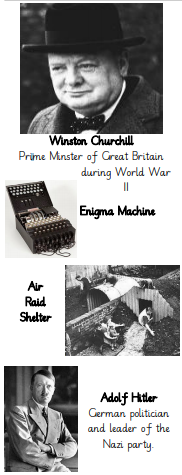 Winston Churchill
Prime Minster of Great Britain
during World War
II
Enigma Machine
Air
Raid
Shelter
Adolf Hitler
German politician
and leader of the
Nazi party.